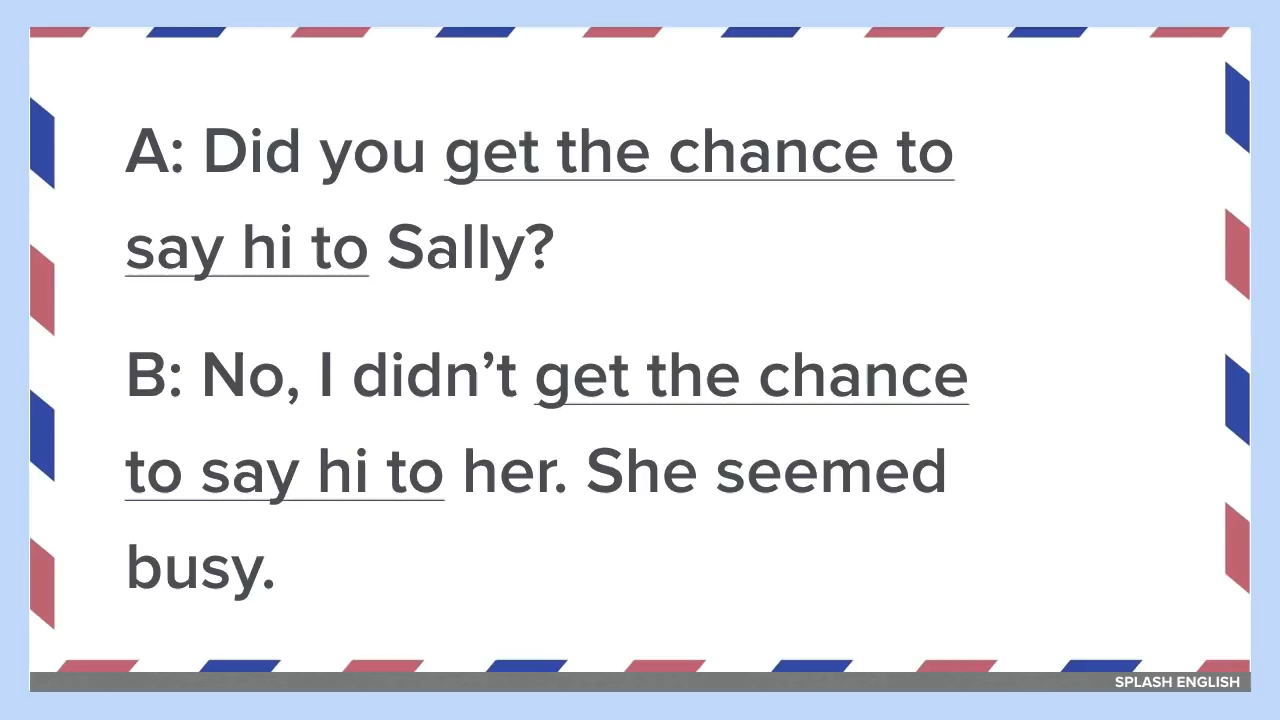 A: Did you get the chance to
say hi to Sally?
B: No, I didn’t get the chance
to say hi to her. She seemed
busy.
SPLASH ENGLISH